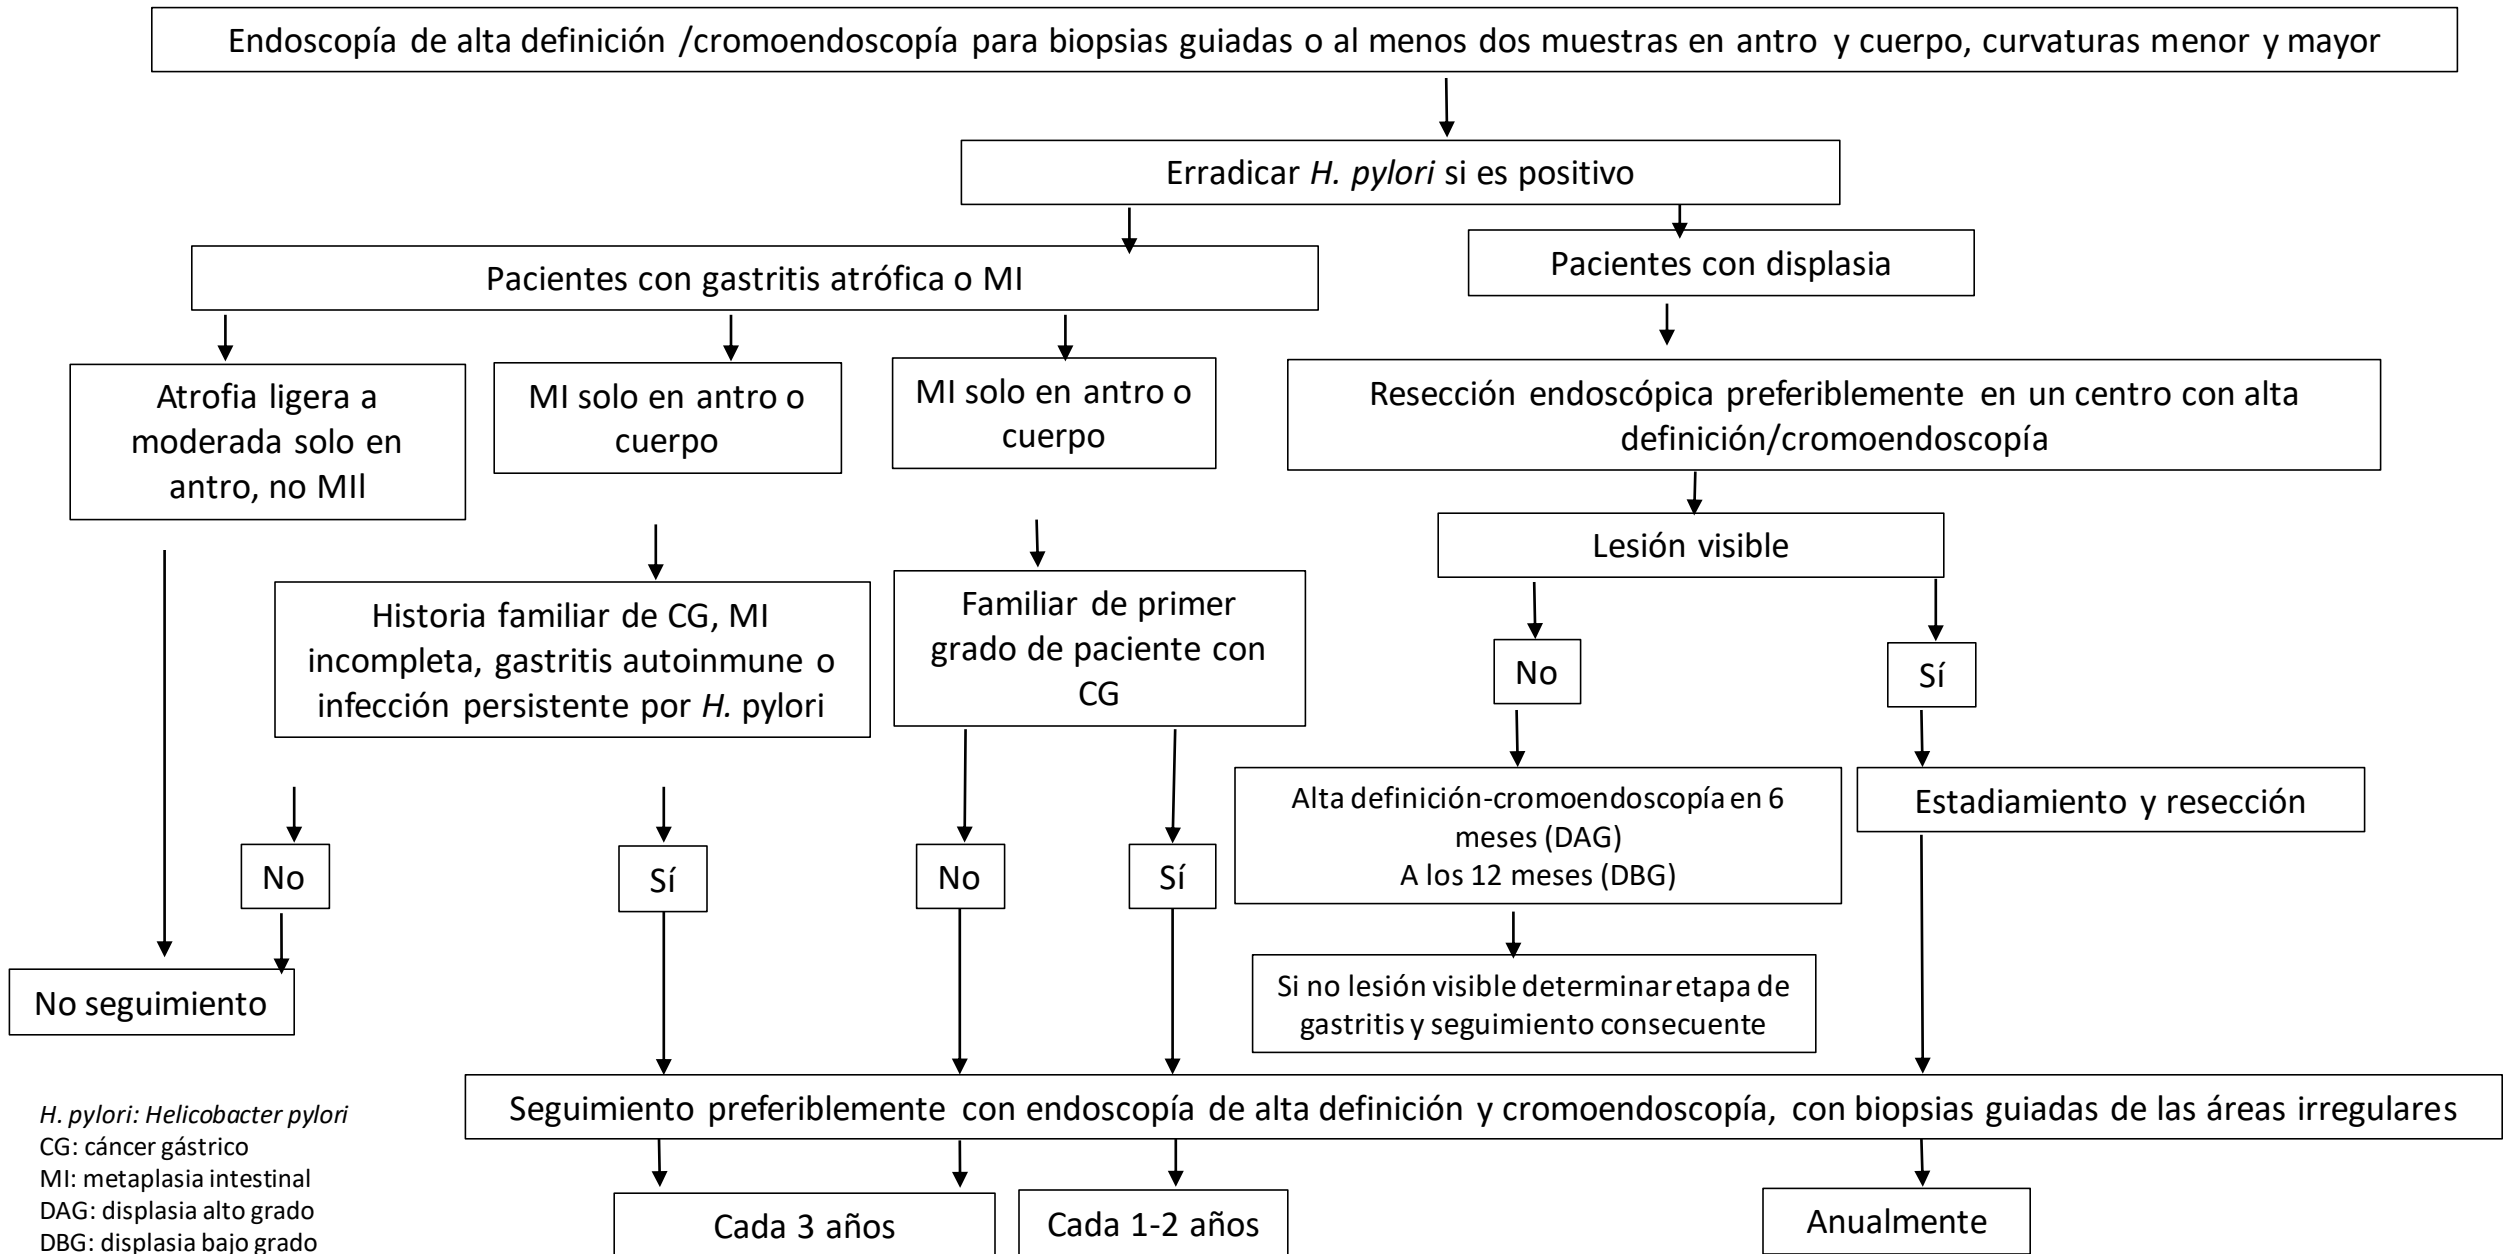 Endoscopía de alta definición /cromoendoscopía para biopsias guiadas o al menos dos muestras en antro y cuerpo, curvaturas menor y mayor
Erradicar H. pylori si es positivo
Pacientes con gastritis atrófica o MI
Pacientes con displasia
Atrofia ligera a
moderada solo en
antro, no MIl
MI solo en antro o
cuerpo
MI solo en antro o
cuerpo
Resección endoscópica preferiblemente en un centro con alta
definición/cromoendoscopía
Lesión visible
Historia familiar de CG, MI
incompleta, gastritis autoinmune o
infección persistente por H. pylori
Familiar de primer
grado de paciente con
CG
No
Sí
Alta definición-cromoendoscopía en 6
meses (DAG)
A los 12 meses (DBG)
Estadiamiento y resección
No
Sí
No
Sí
Si no lesión visible determinar etapa de
gastritis y seguimiento consecuente
No seguimiento
Seguimiento preferiblemente con endoscopía de alta definición y cromoendoscopía, con biopsias guiadas de las áreas irregulares
H. pylori: Helicobacter pylori
CG: cáncer gástrico
MI: metaplasia intestinal
DAG: displasia alto grado
DBG: displasia bajo grado
Cada 3 años
Cada 1-2 años
Anualmente